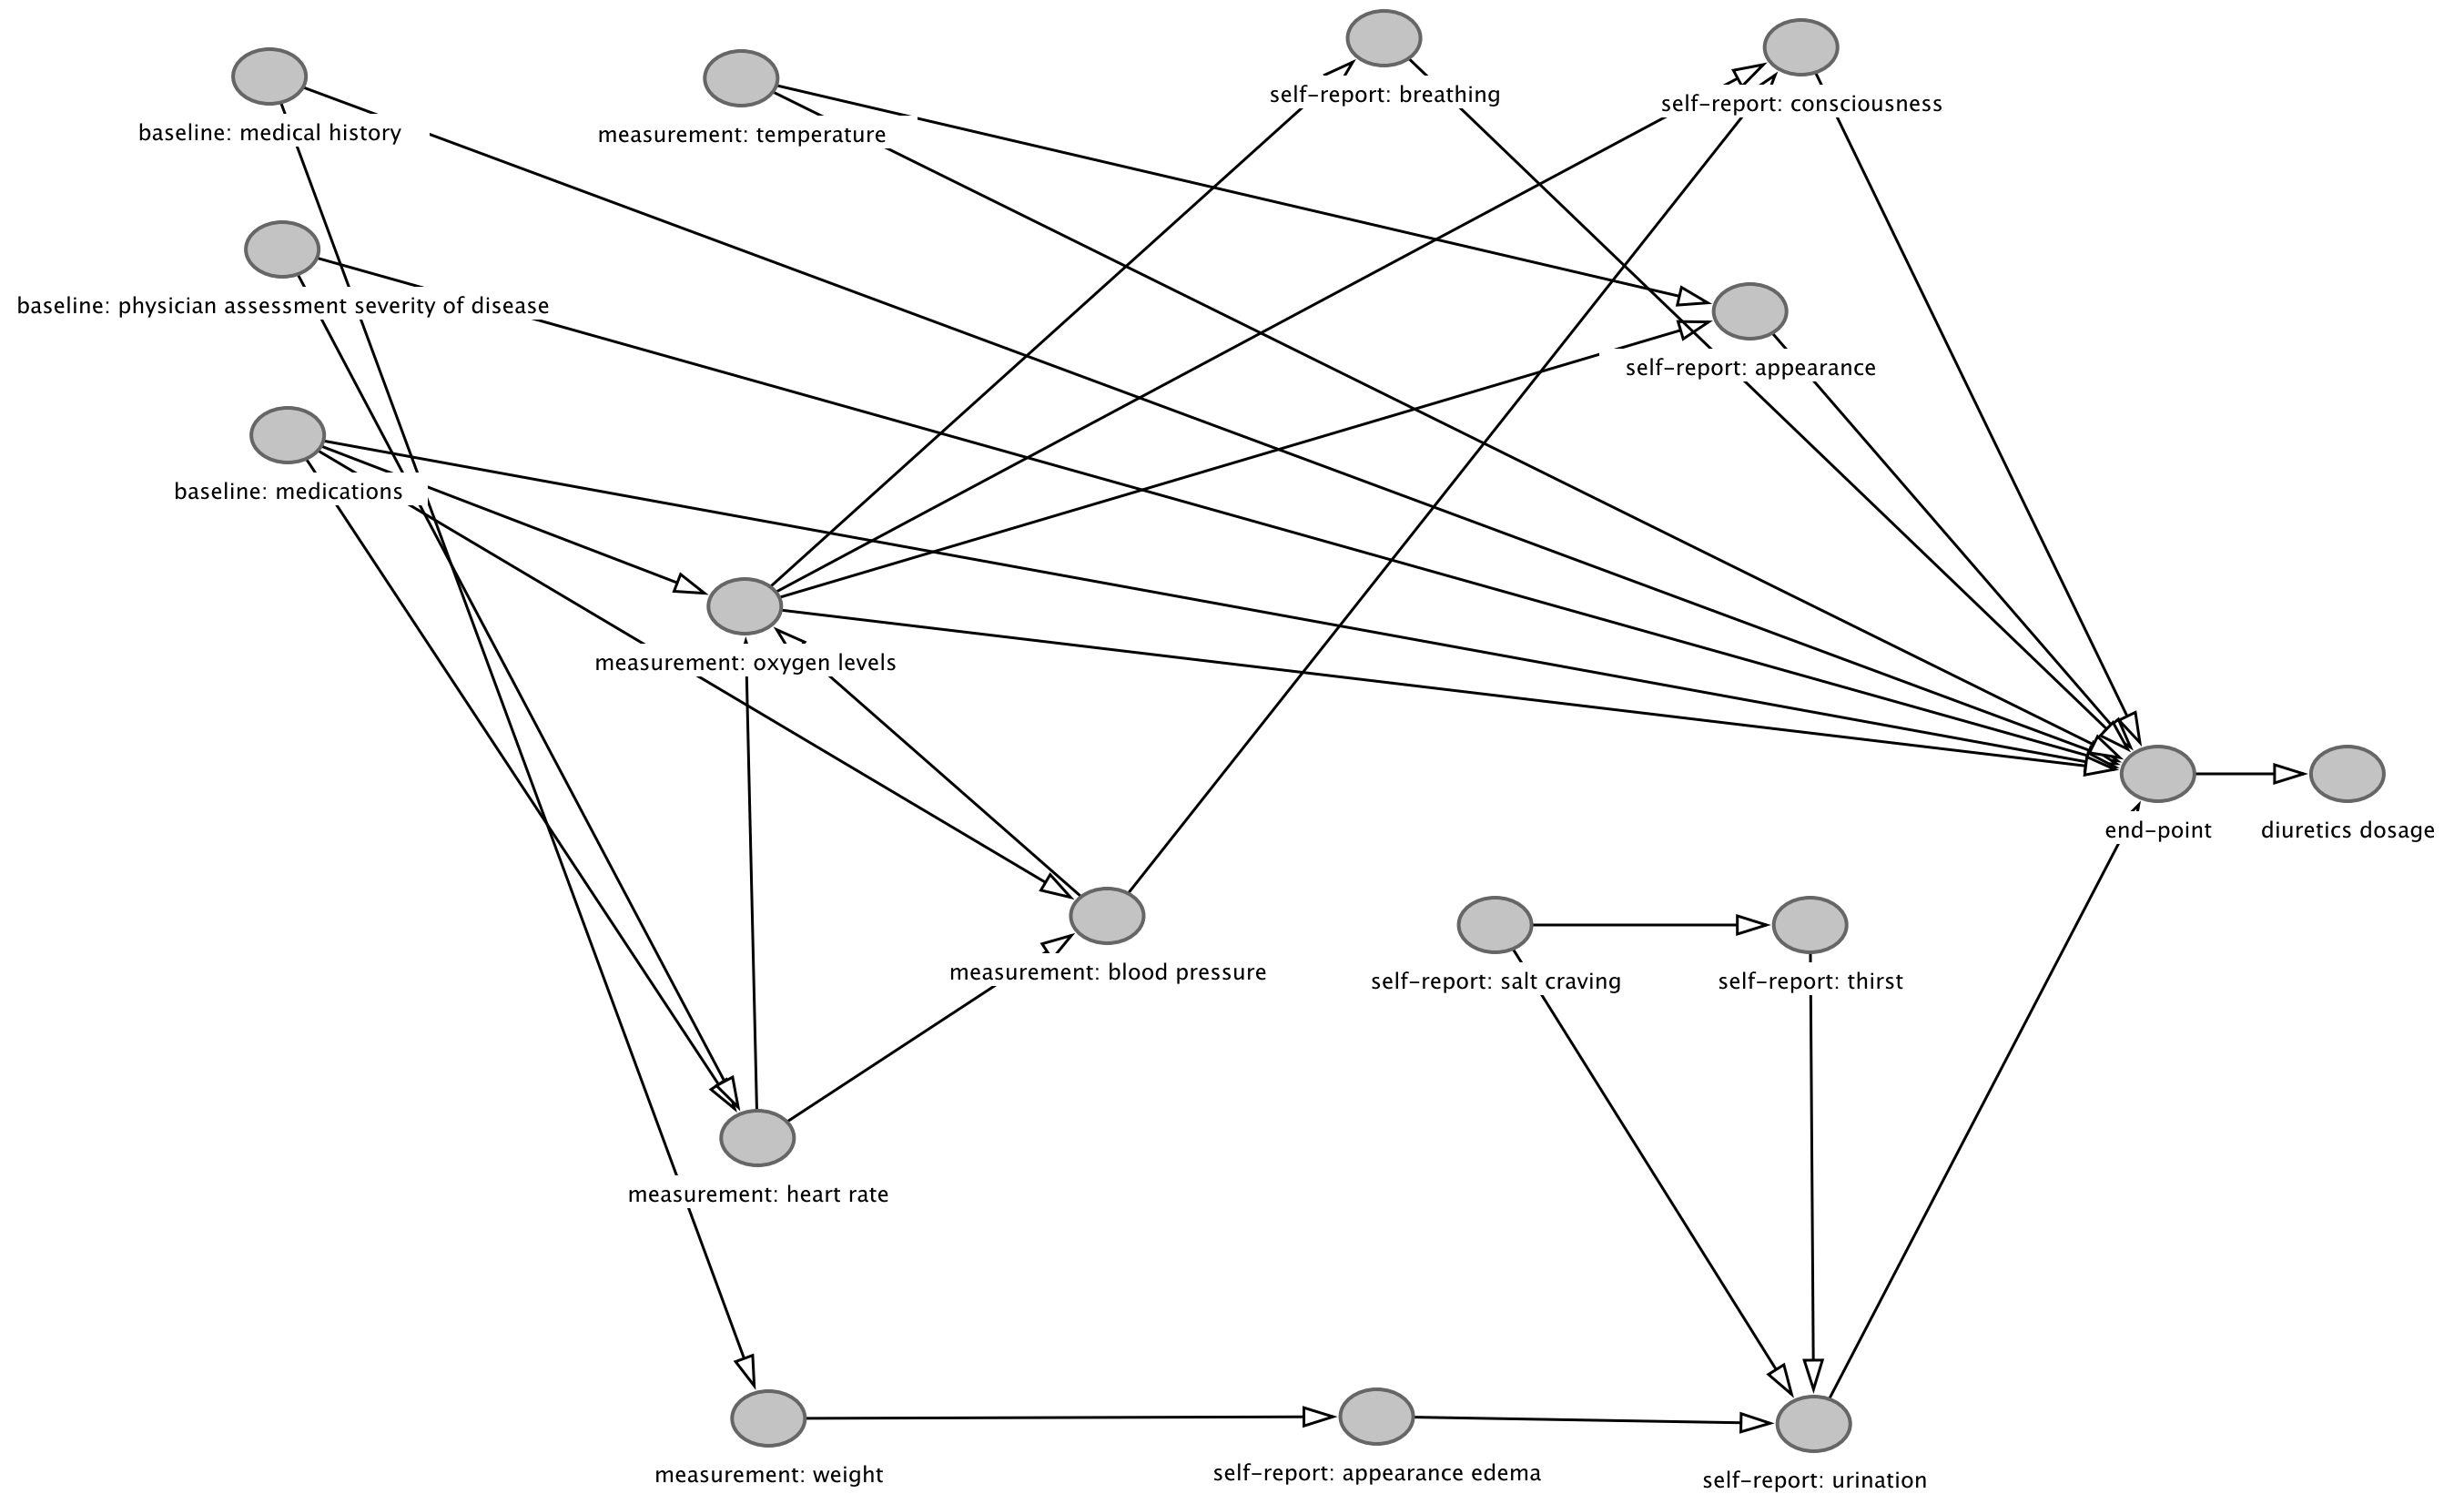 self-report: breathing
self-report: consciousness
baseline: medical history
measurement: temperature
baseline: physician assessment severity of disease
self-report: appearance
baseline: medications
measurement: oxygen levels
end-point
diuretics dosage
measurement: blood pressure
self-report: salt craving
self-report: thirst
measurement: heart rate
measurement: weight
self-report: appearance edema
self-report: urination